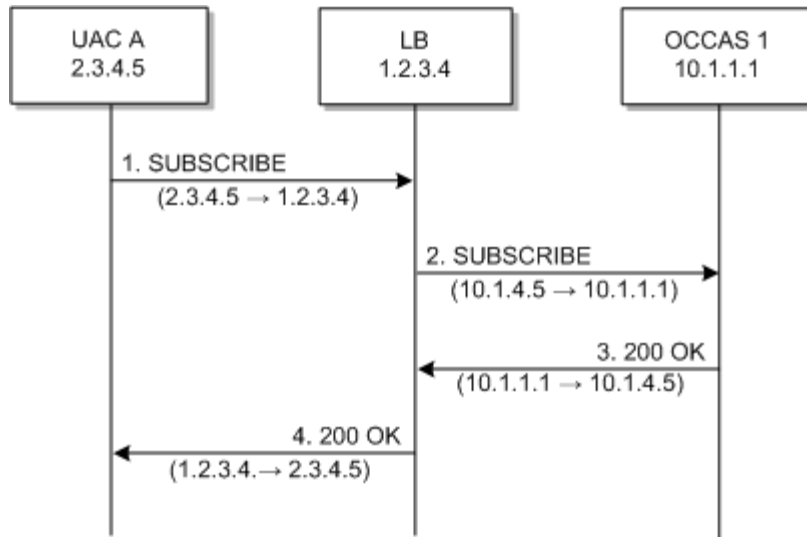 UAC A
2.3.4.5
LB
1.2.3.4
OCCAS 1
10.1.1.1
1. SUBSCRIBE
(2.3.4.5 → 1.2.3.4)
2. SUBSCRIBE
(10.1.4.5 → 10.1.1.1)
3. 200 OK
(10.1.1.1 → 10.1.4.5)
4. 200 OK
(1.2.3.4.→ 2.3.4.5)